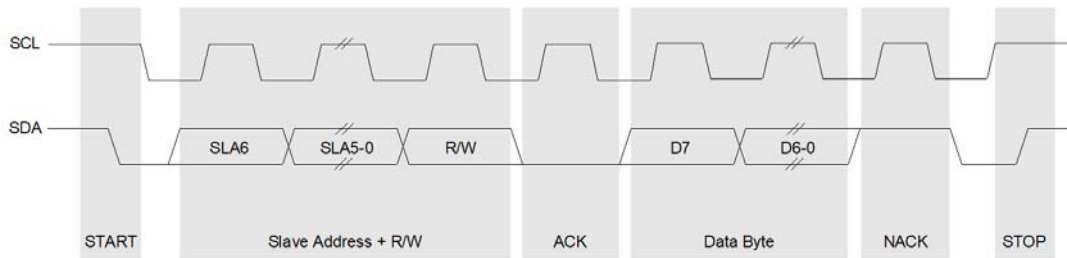 SCL
SDA
SLA6 SLA5-0 R/W D7 D6-0
START Slave Address + R/W ACK Data Byte NACK STOP